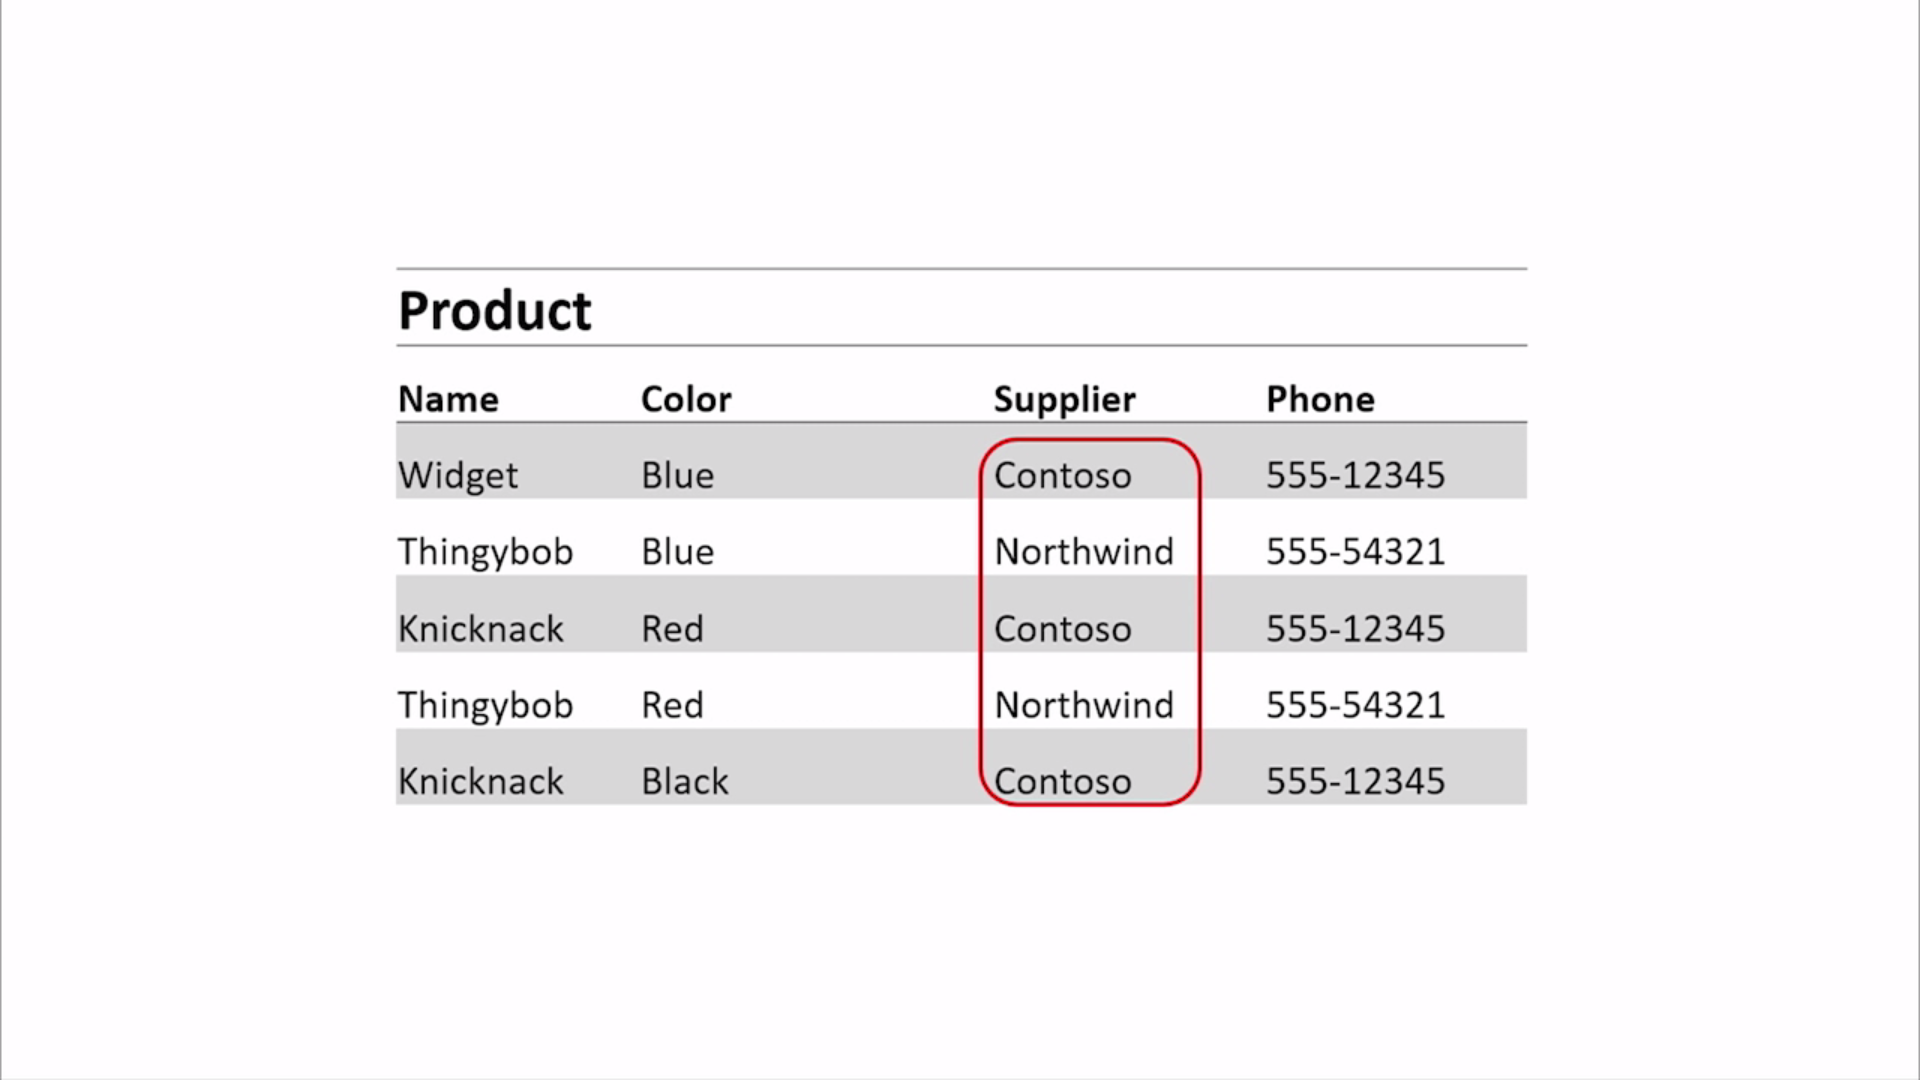 Product
Name Color Supplier Phone
Widget Blue Contoso 555-12345
Thingybob Blue Northwind 555-54321
Knicknack Red Contoso 555-12345
Thingybob Red Northwind 555-54321
Knicknack Black Contoso 555-12345